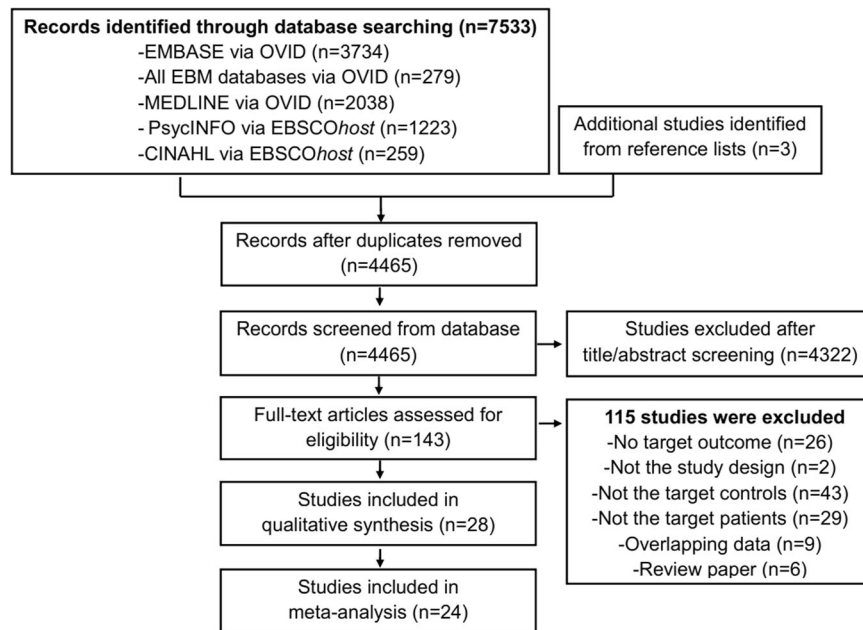 Records identified through database searching (n=7533)
-EMBASE via OVID (n=3734)
-All EBM databases via OVID (n=279)
-MEDLINE via OVID (n=2038)
- PsycINFO via EBSCOhost (n=1223)
-CINAHL via EBSCOhost (n=259)
Additional studies identified
from reference lists (n=3)
Records after duplicates removed
(n=4465)
Records screened from database
(n=4465)
Studies excluded after
title/abstract screening (n=4322)
Full-text articles assessed for
eligibility (n=143)
115 studies were excluded
-No target outcome (n=26)
-Not the study design (n=2)
-Not the target controls (n=43)
-Not the target patients (n=29)
-Overlapping data (n=9)
-Review paper (n=6)
Studies included in
qualitative synthesis (n=28)
Studies included in
meta-analysis (n=24)